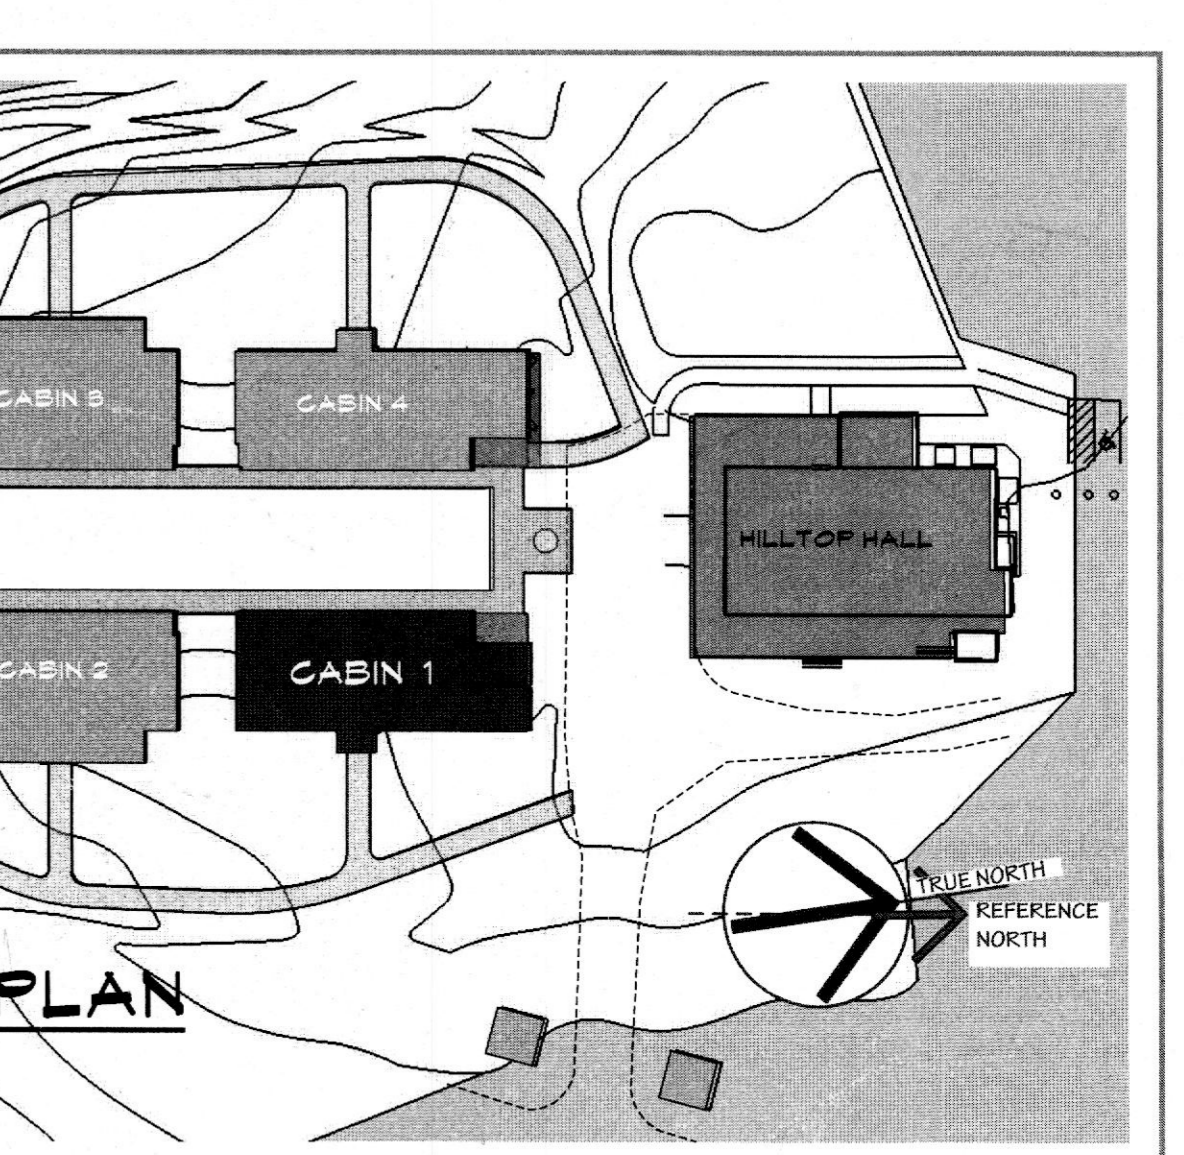 CABIN 3
CABIN 4
HILLTOP HALL
CABIN 2
CABIN 1
TRUE NORTH
REFERENCE
NORTH
PLAN